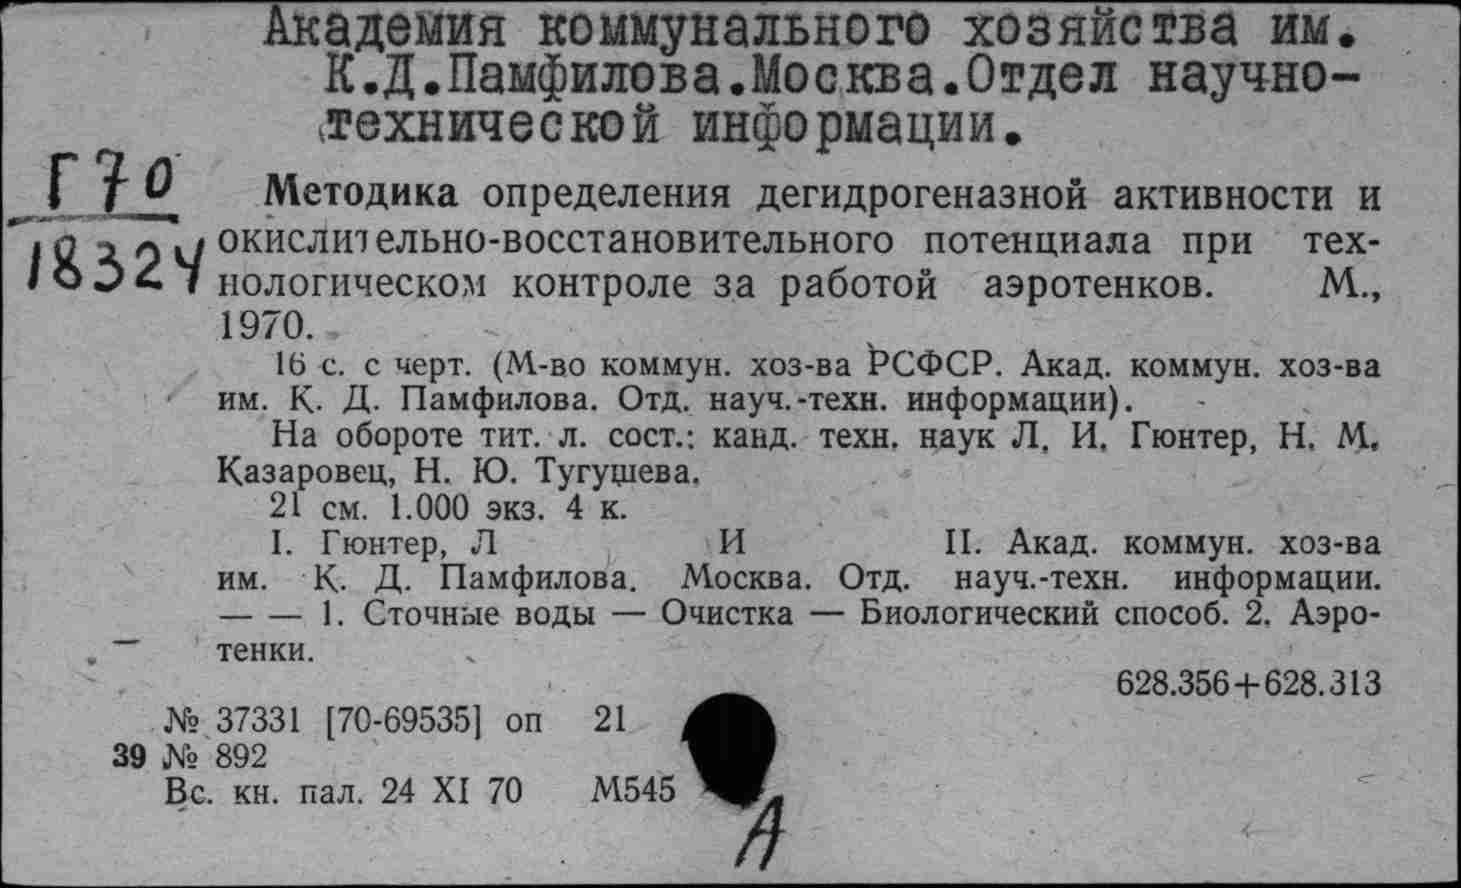 Академия коммунального хозяйства им.
К.Д.Памфилова.Москва.Отдел научно-
технической информации.
Г70
18324
Методика определения дегидрогеназной активности и
окислительно-восстановительного потенциала при тех-
нологическом контроле за работой аэротенков. М.,
1970.
16 с. с черт. (М-во коммун. хоз-ва РСФСР. Акад. коммун. хоз-ва
им. К. Д. Памфилова. Отд. науч.-техн. информации).
На обороте тит. л. сост.: канд. техн. наук Л. И. Гюнтер, Н. М.
Казаровец, Н. Ю. Тугушева.
21 см. 1.000 экз. 4 к.
I. Гюнтер, Л И II. Акад. коммун. хоз-ва
им. К. Д. Памфилова. Москва. Отд. науч.-техн. информации.
— — 1. Сточные воды — Очистка — Биологический способ. 2. Аэро-
тенки.
628.356+628.313
№ 37331 [70-69535] оп 21
39 № 892
Вс. кн. пал. 24 XI 70 М545
А